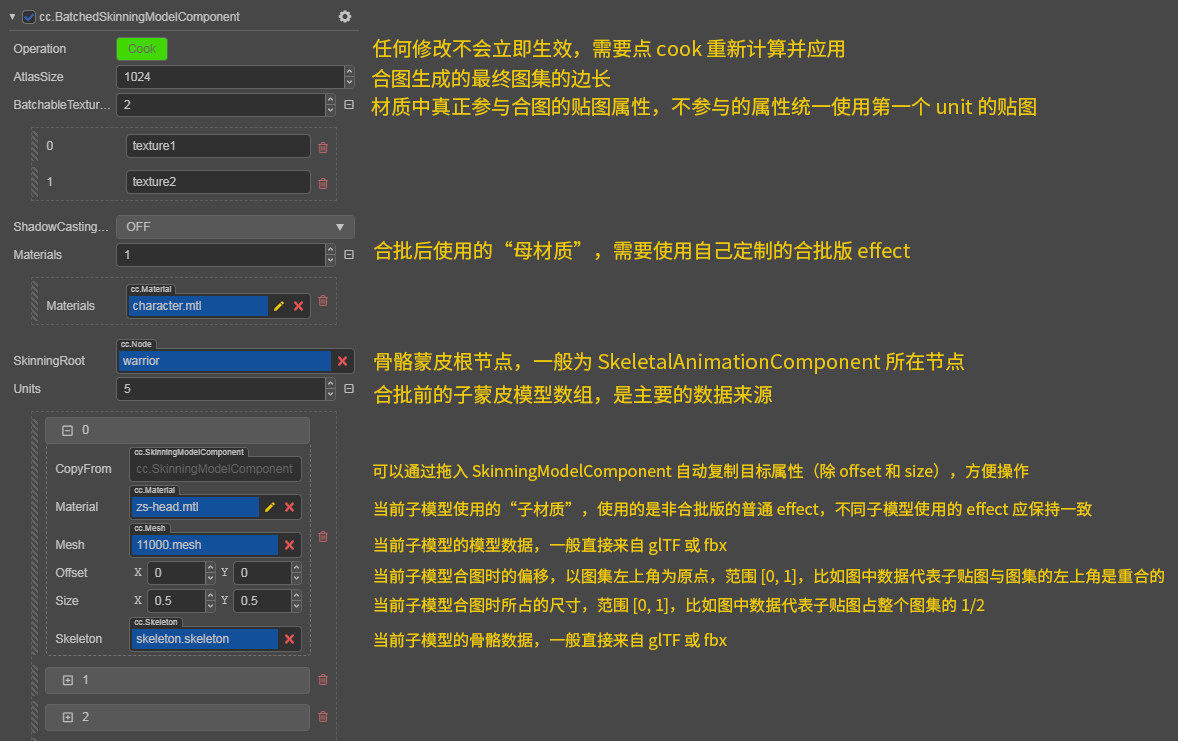 cc.BatchedSkinningModelComponent
Operation Cook 任何修改不会立即生效，需要点 cook 重新计算并应用
AtlasSize 1024 合图生成的最终图集的边长
BatchableTextur... 2 材质中真正参与合图的贴图属性，不参与的属性统一使用第一个 unit 的贴图
0 texture1
1 texture2
ShadowCasting... OFF
Materials 1 合批后使用的“母材质”，需要使用自己定制的合批版 effect
cc.Material
Materials character.mtl
cc.Node
SkinningRoot warrior 骨骼蒙皮根节点，一般为 SkeletalAnimationComponent 所在节点
Units 5 合批前的子蒙皮模型数组，是主要的数据来源
0
cc.SkinningModelComponent
CopyFrom cc.SkinningModelComponent 可以通过拖入 SkinningModelComponent 自动复制目标属性（除 offset 和 size），方便操作
cc.Material
Material zs-head.mtl 当前子模型使用的“子材质”，使用的是非合批版的普通 effect，不同子模型使用的 effect 应保持一致
cc.Mesh
Mesh 11000.mesh 当前子模型的模型数据，一般直接来自 glTF 或 fbx
Offset X 0 Y 0 当前子模型合图时的偏移，以图集左上角为原点，范围 [0, 1]，比如图中数据代表子贴图与图集的左上角是重合的
Size X 0.5 Y 0.5 当前子模型合图时所占的尺寸，范围 [0, 1]，比如图中数据代表子贴图占整个图集的 1/2
cc.Skeleton
Skeleton skeleton.skeleton 当前子模型的骨骼数据，一般直接来自 glTF 或 fbx
1
2